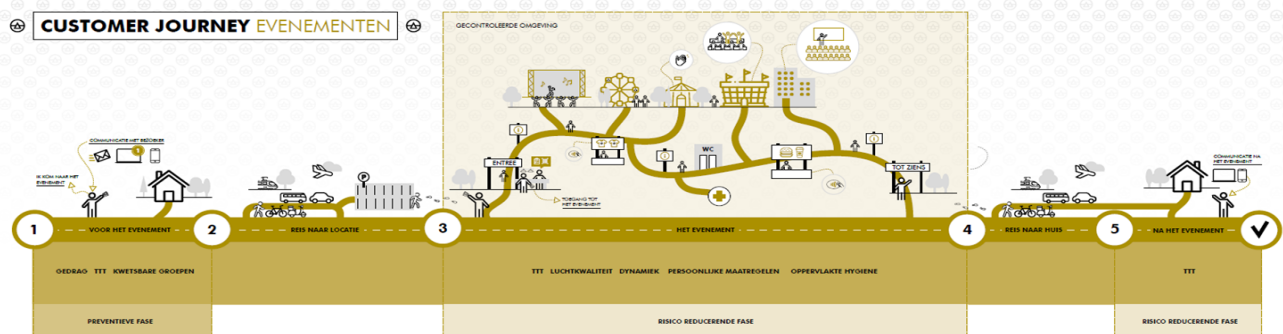 CUSTOMER JOURNEY EVENEMENTEN
GECONTROLEERDE OMGEVING
COMMUNICATIE MET BEZOEKER
IK KOM NAAR HET
EVENEMENT
P
ENTREE
TOEGANG TOT
HET EVENEMENT
WC
TOT ZIENS
COMMUNICATIE NA
HET EVENEMENT
1 VOOR HET EVENEMENT 2 REIS NAAR LOCATIE 3 HET EVENEMENT 4 REIS NAAR HUIS 5 NA HET EVENEMENT
GEDRAG TTT KWETSBARE GROEPEN
TTT LUCHTKWALITEIT DYNAMIEK PERSOONLIJKE MAATREGELEN OPPERVLAKTE HYGIENE
TTT
PREVENTIEVE FASE
RISICO REDUCERENDE FASE
RISICO REDUCERENDE FASE